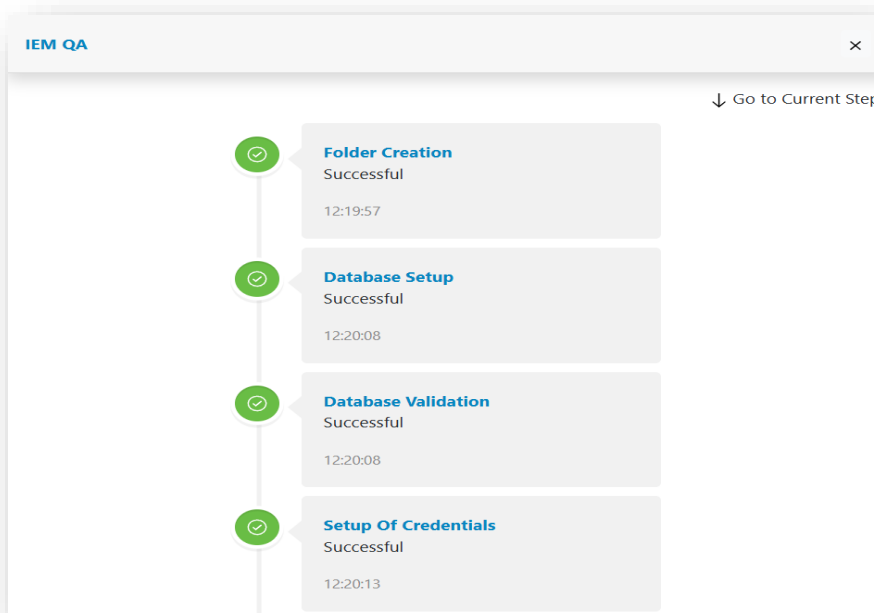 IEM QA
Go to Current Step
Folder Creation
Successful
12:19:57
Database Setup
Successful
12:20:08
Database Validation
Successful
12:20:08
Setup Of Credentials
Successful
12:20:13